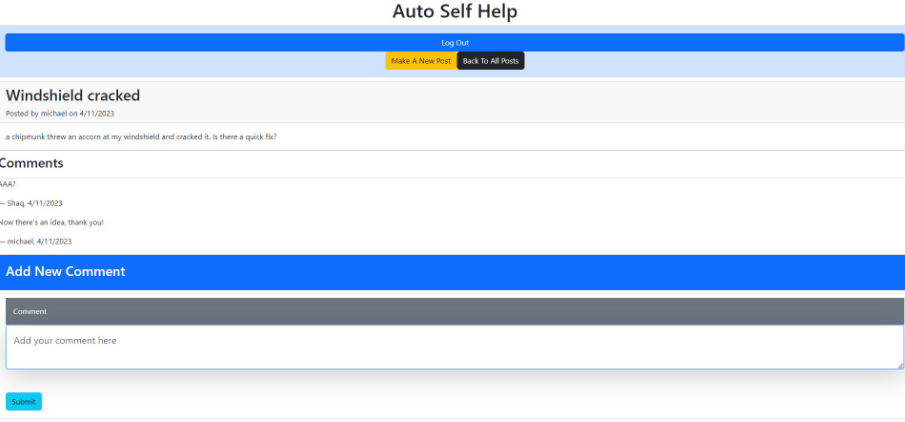 Auto Self Help
Log Out
Make A New Post Back To All Posts
Windshield cracked
Posted by michael on 4/11/2023
a chipmunk threw an accorn at my windshield and cracked it. Is there a quick fix?
Comments
AAA?
— Shaq, 4/11/2023
Now there's an idea, thank you!
— michael, 4/11/2023
Add New Comment
Comment
Add your comment here
Submit